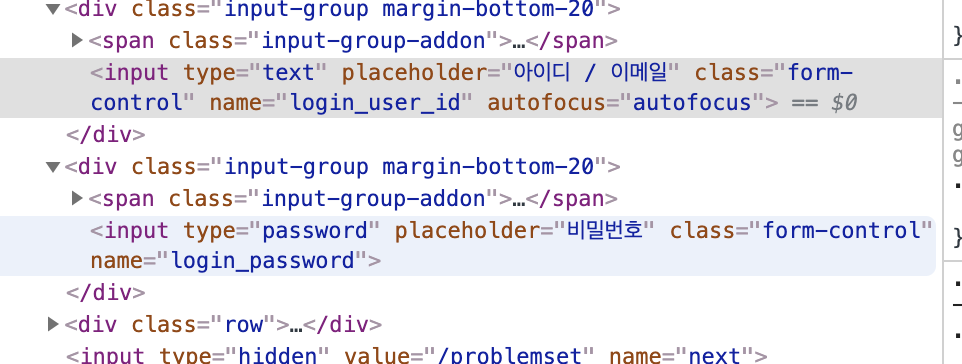 ▼<div class="input-group margin-bottom-20">
▶<span class="input-group-addon">…</span>
<input type="text" placeholder="아이디 / 이메일" class="form-
control" name="login_user_id" autofocus="autofocus"> == $0
</div>
▼<div class="input-group margin-bottom-20">
▶<span class="input-group-addon">…</span>
<input type="password" placeholder="비밀번호" class="form-control"
name="login_password">
</div>
▶<div class="row">…</div>
<input type="hidden" value="/problemset" name="next">
}
g
g
}